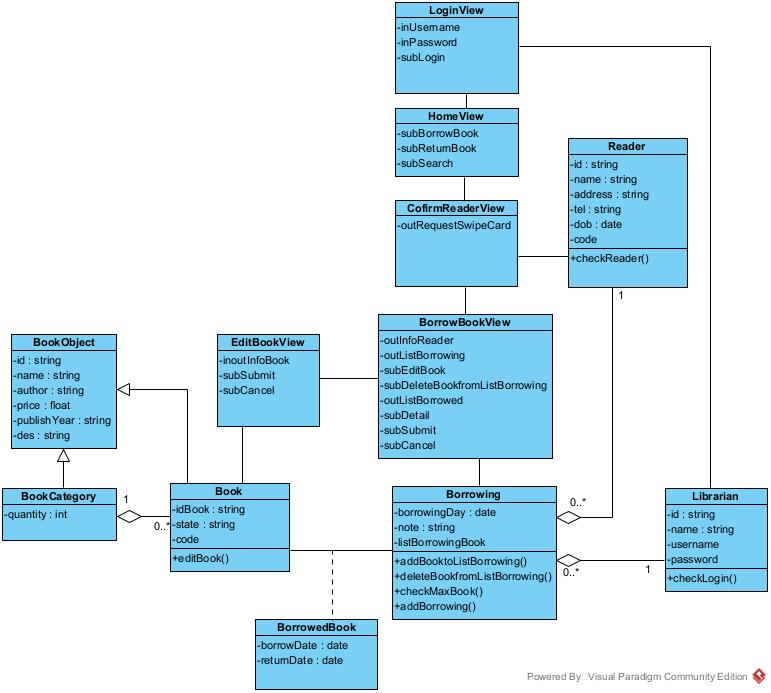 LoginView
-inUsername
-inPassword
-subLogin
HomeView
-subBorrowBook
-subReturnBook
-subSearch
Reader
-id : string
-name : string
-address : string
-tel : string
-dob : date
-code
+checkReader()
CofirmReaderView
-outRequestSwipeCard
1
BorrowBookView
-outInfoReader
-outListBorrowing
-subEditBook
-subDeleteBookfromListBorrowing
-outListBorrowed
-subDetail
-subSubmit
-subCancel
EditBookView
-inoutInfoBook
-subSubmit
-subCancel
BookObject
-id : string
-name : string
-author : string
-price : float
-publishYear : string
-des : string
BookCategory
-quantity : int
1
0..*
Book
-idBook : string
-state : string
-code
+editBook()
Borrowing
-borrowingDay : date
-note : string
-listBorrowingBook
+addBooktoListBorrowing()
+deleteBookfromListBorrowing()
+checkMaxBook()
+addBorrowing()
0..*
0..*
1
Librarian
-id : string
-name : string
-username
-password
+checkLogin()
BorrowedBook
-borrowDate : date
-returnDate : date
Powered By Visual Paradigm Community Edition